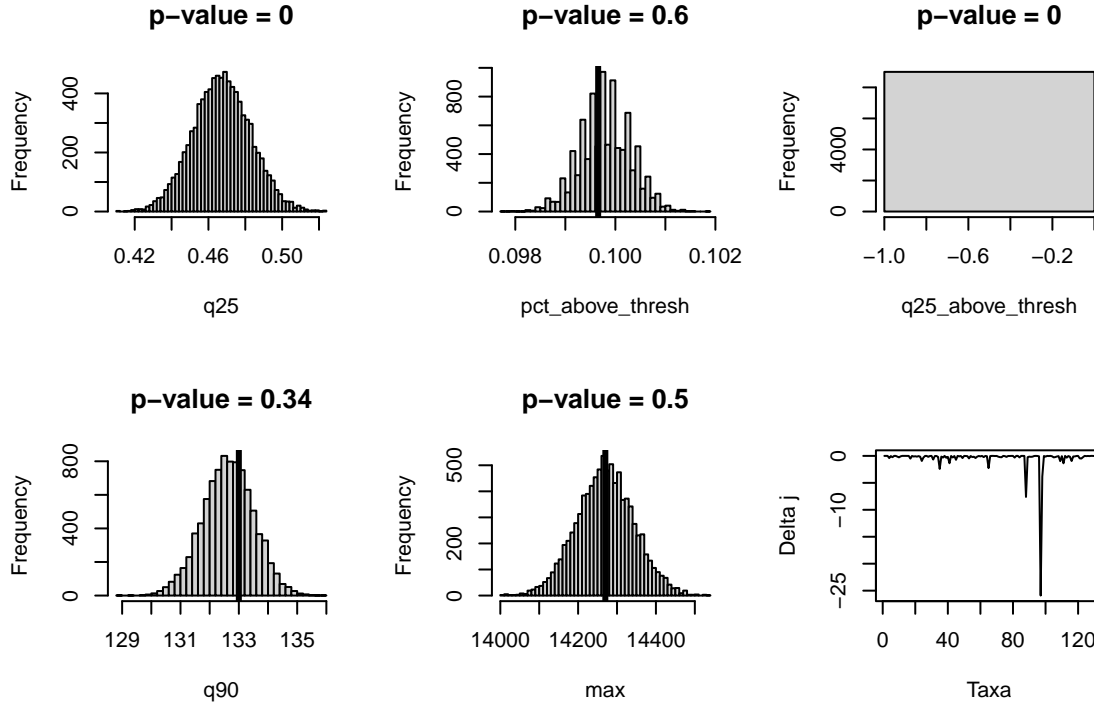 p−value = 0
Frequency
0
200
400
0.42
0.46
0.50
q25
p−value = 0.6
Frequency
0
400
800
0.098
0.100
0.102
pct_above_thresh
p−value = 0
Frequency
0
4000
−1.0
−0.6
−0.2
q25_above_thresh
p−value = 0.34
Frequency
0
400
800
129
131
133
135
q90
p−value = 0.5
Frequency
0
200
500
14000
14200
14400
max
Delta j
−25
−10
0
0
40
80
120
Taxa